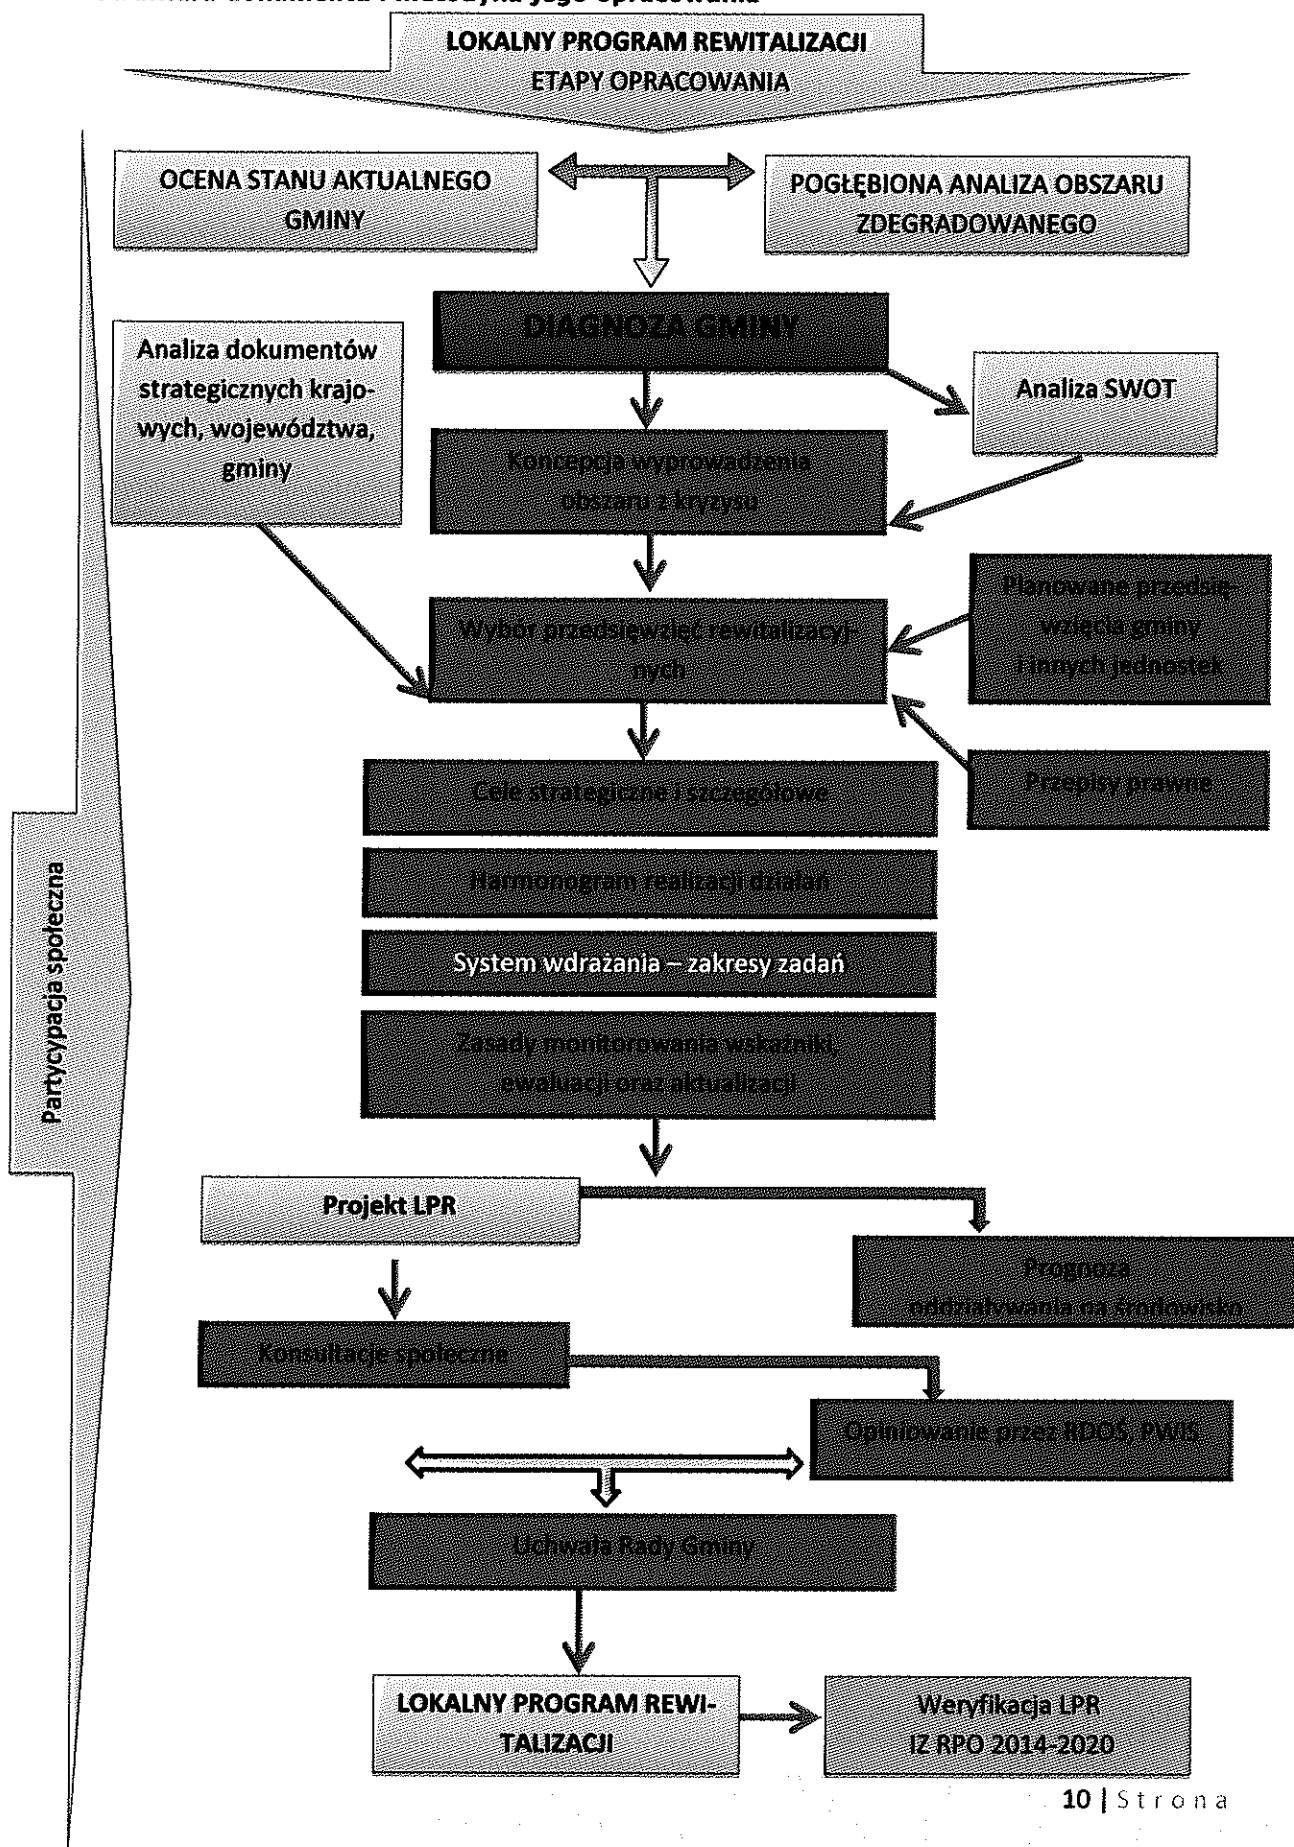 LOKALNY PROGRAM REWITALIZACJI
ETAPY OPRACOWANIA
OCENA STANU AKTUALNEGO
GMINY
POGŁĘBIONA ANALIZA OBSZARU
ZDEGRADOWANEGO
DIAGNOZA GMINY
Analiza dokumentów
strategicznych krajo-
wych, województwa,
gminy
Analiza SWOT
Koncepcja wyprowadzenia
obszaru z kryzysu
Planowane przedsię-
wzięcia gminy
i innych jednostek
Wybór przedsięwzięć rewitalizacyj-
nych
Przepisy prawne
Cele strategiczne i szczegółowe
Harmonogram realizacji działań
System wdrażania – zakresy zadań
Zasady monitorowania wskaźniki,
ewaluacji oraz aktualizacji
Partycypacja społeczna
Projekt LPR
Prognoza
oddziaływania na środowisko
Konsultacje społeczne
Opiniowanie przez RDOŚ, PWIS
Uchwała Rady Gminy
LOKALNY PROGRAM REWI-
TALIZACJI
Weryfikacja LPR
IZ RPO 2014-2020
10 | Strona